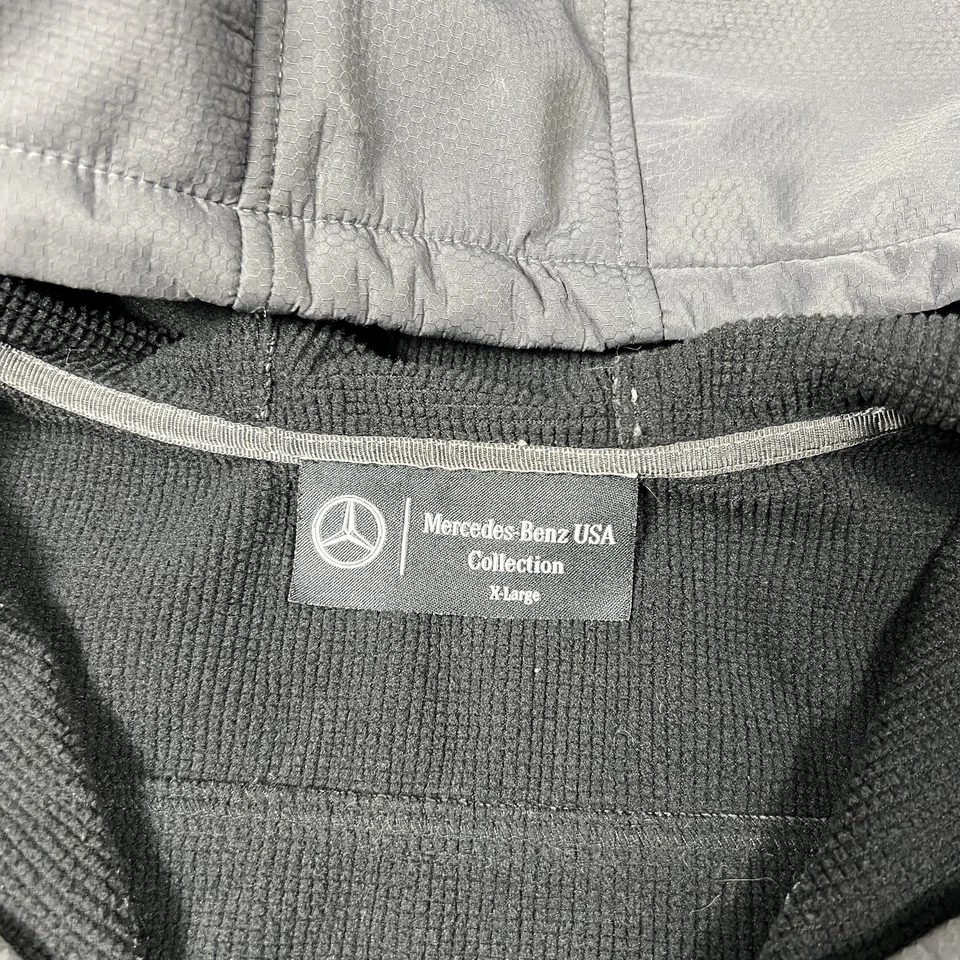 Mercedes-Benz USA
Collection
X-Large